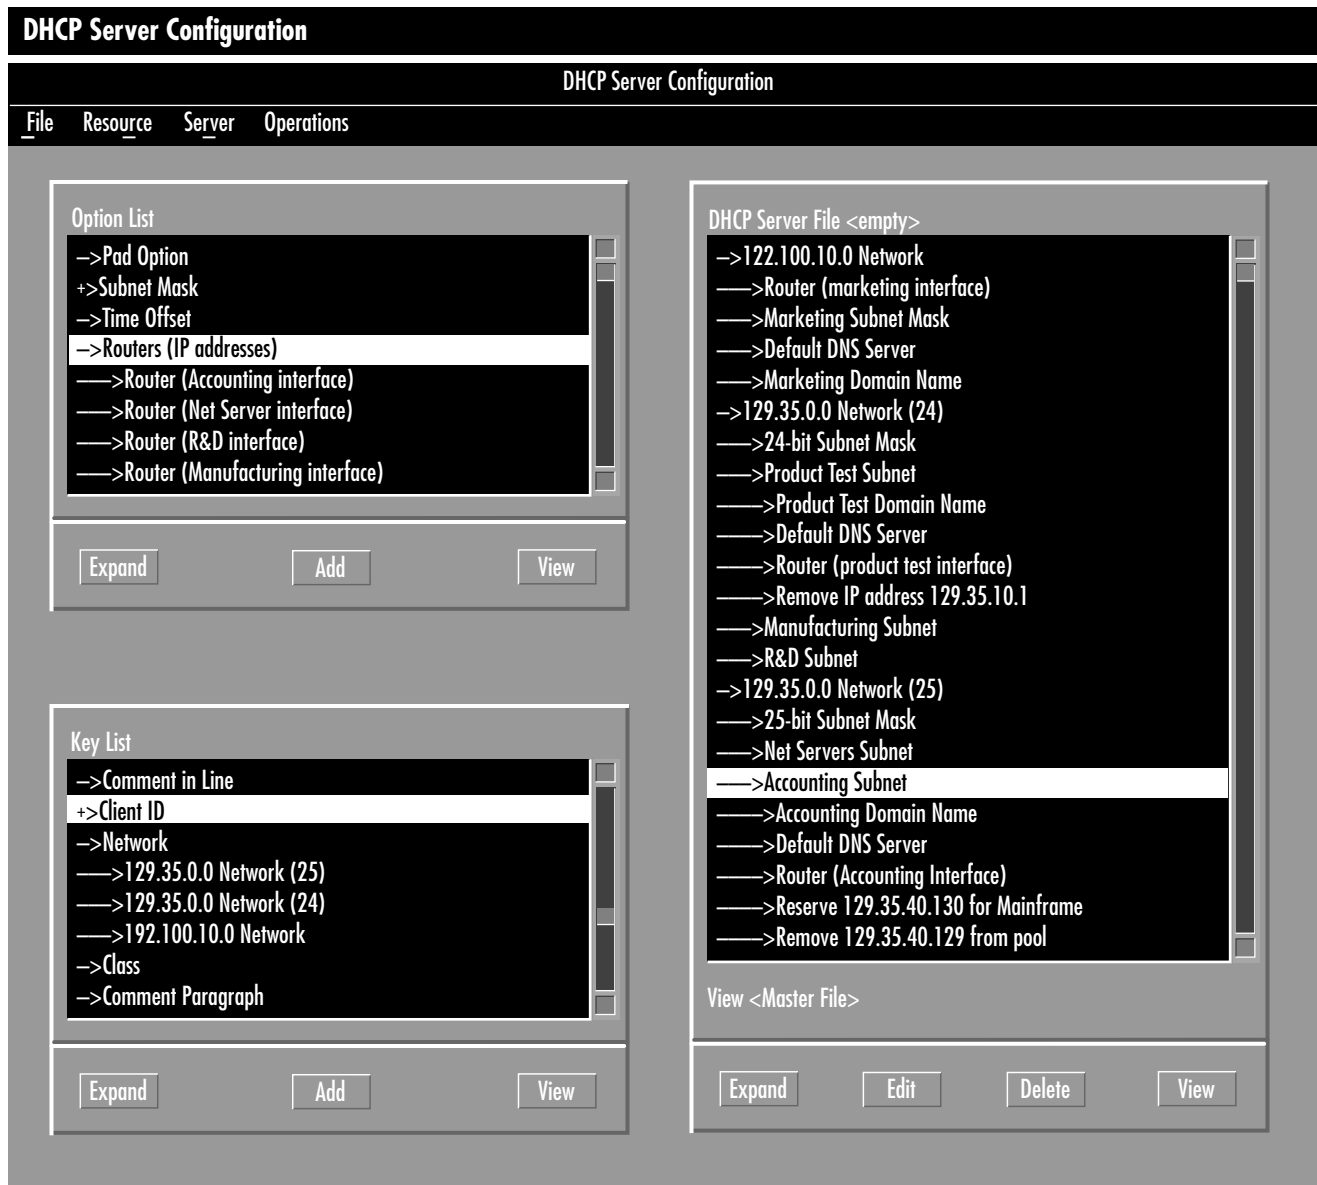 DHCP Server Configuration
DHCP Server Configuration
File Resource Server Operations
Option List
–>Pad Option
+>Subnet Mask
–>Time Offset
–>Routers (IP addresses)
–––>Router (Accounting interface)
–––>Router (Net Server interface)
–––>Router (R&D interface)
–––>Router (Manufacturing interface)
Expand Add View
Key List
–>Comment in Line
+>Client ID
–>Network
–––>129.35.0.0 Network (25)
–––>129.35.0.0 Network (24)
–––>192.100.10.0 Network
–>Class
–>Comment Paragraph
Expand Add View
DHCP Server File <empty>
–>122.100.10.0 Network
–––>Router (marketing interface)
–––>Marketing Subnet Mask
–––>Default DNS Server
–––>Marketing Domain Name
–>129.35.0.0 Network (24)
–––>24-bit Subnet Mask
–––>Product Test Subnet
––––>Product Test Domain Name
––––>Default DNS Server
––––>Router (product test interface)
––––>Remove IP address 129.35.10.1
–––>Manufacturing Subnet
–––>R&D Subnet
–>129.35.0.0 Network (25)
–––>25-bit Subnet Mask
–––>Net Servers Subnet
–––>Accounting Subnet
––––>Accounting Domain Name
––––>Default DNS Server
––––>Router (Accounting Interface)
––––>Reserve 129.35.40.130 for Mainframe
––––>Remove 129.35.40.129 from pool
View <Master File>
Expand Edit Delete View